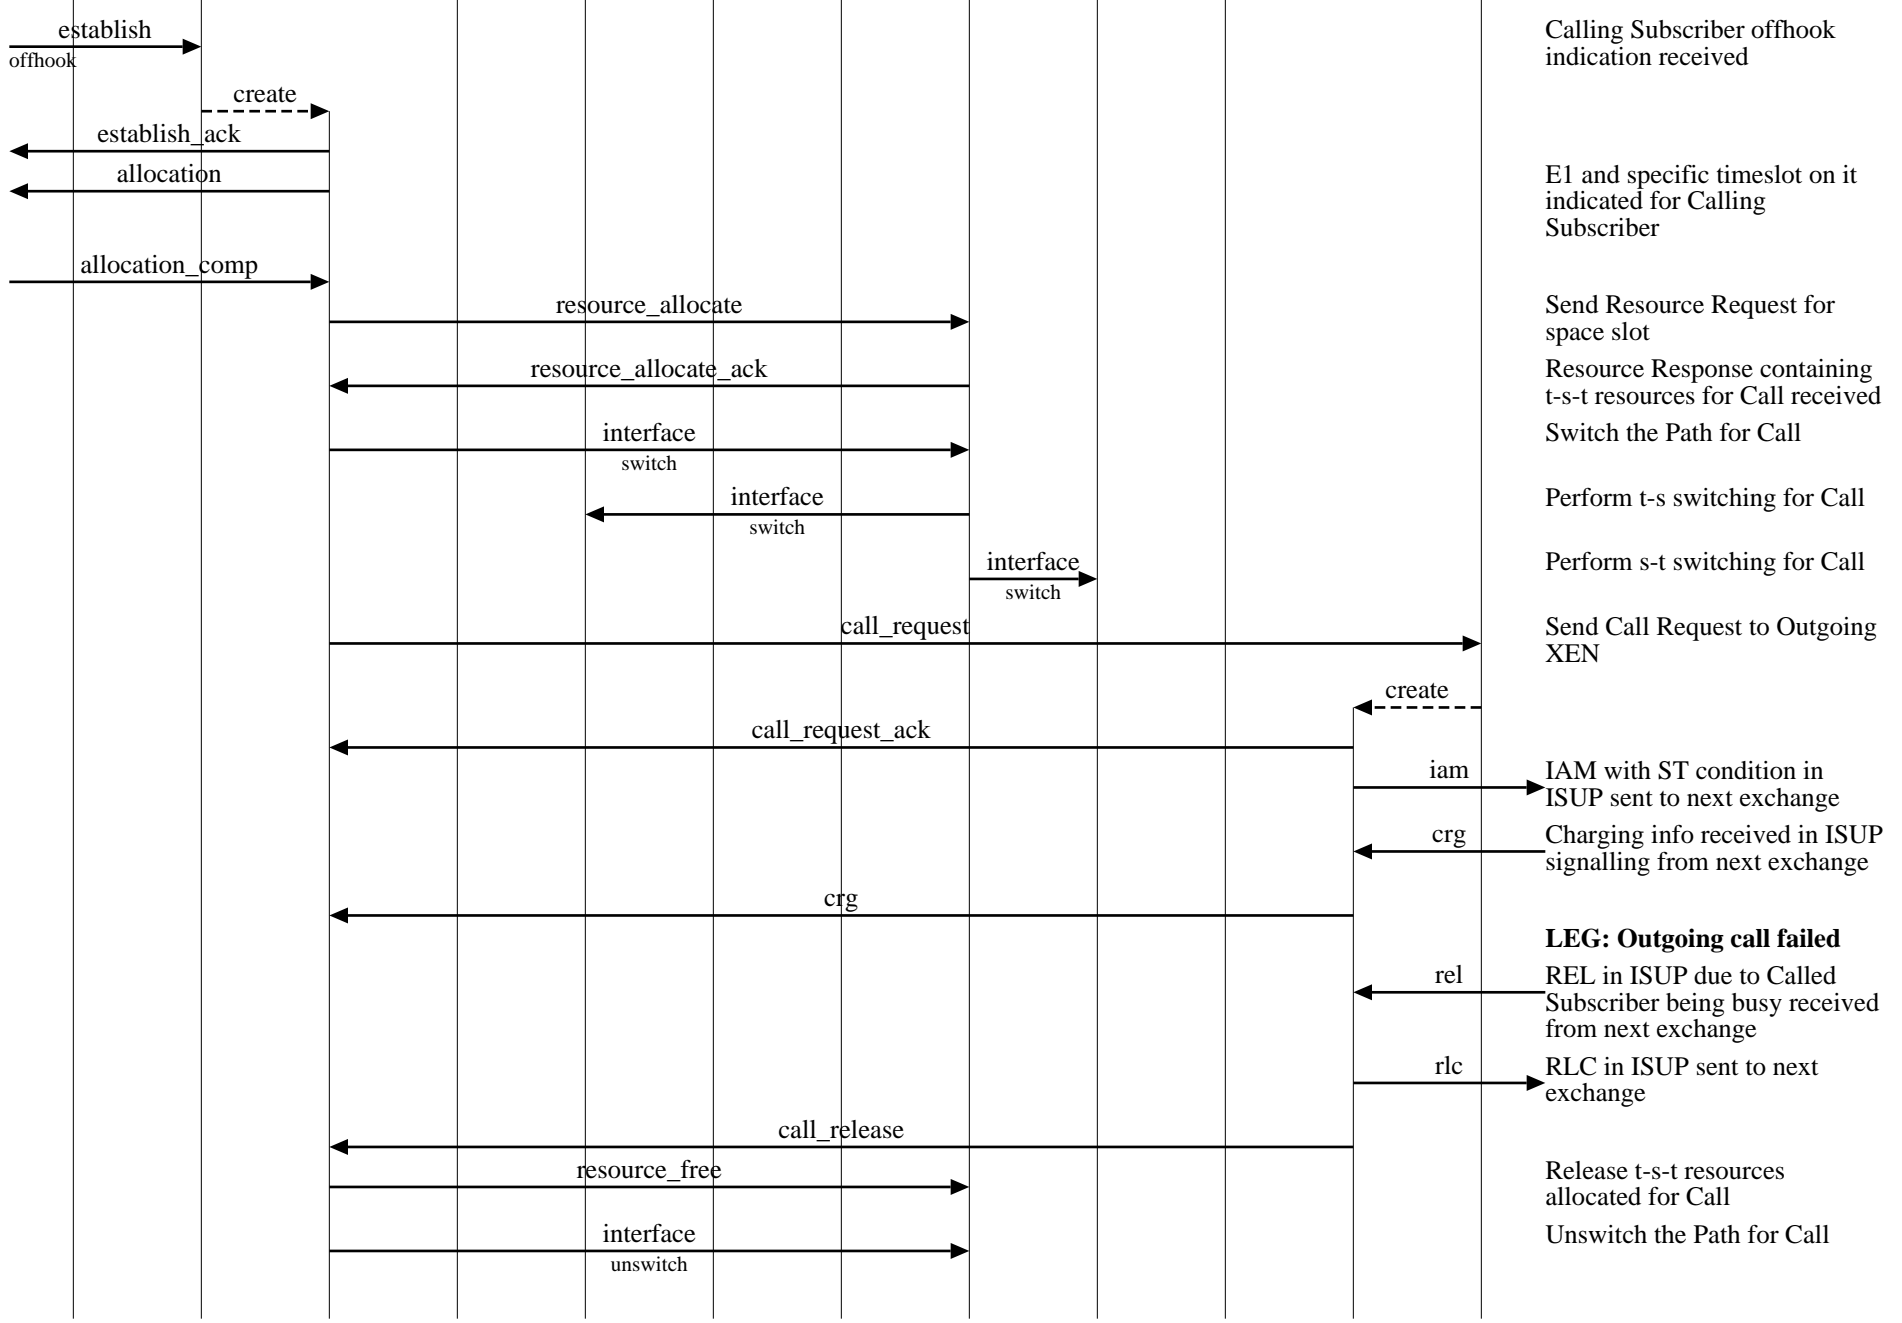 establish
Calling Subscriber offhook
offhook
indication received
create
establish_ack
allocation
E1 and specific timeslot on it
indicated for Calling
Subscriber
allocation_comp
resource_allocate
Send Resource Request for
space slot
resource_allocate_ack
Resource Response containing
t-s-t resources for Call received
interface
Switch the Path for Call
switch
interface
Perform t-s switching for Call
switch
interface
Perform s-t switching for Call
switch
call_request
Send Call Request to Outgoing
XEN
create
call_request_ack
iam
IAM with ST condition in
ISUP sent to next exchange
crg
Charging info received in ISUP
signalling from next exchange
crg
LEG: Outgoing call failed
rel
REL in ISUP due to Called
Subscriber being busy received
from next exchange
rlc
RLC in ISUP sent to next
exchange
call_release
resource_free
Release t-s-t resources
allocated for Call
interface
Unswitch the Path for Call
unswitch